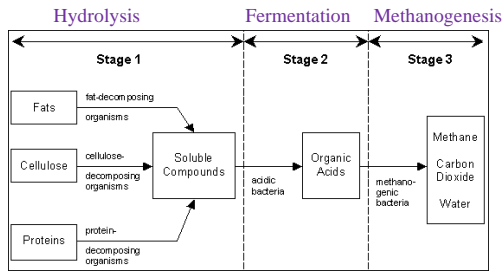 Hydrolysis Fermentation Methanogenesis
Stage 1 Stage 2 Stage 3
Fats
fat-decomposing
organisms
Cellulose
cellulose-
decomposing
organisms
Proteins
protein-
decomposing
organisms
Soluble
Compounds
acidic
bacteria
Organic
Acids
methano-
genic
bacteria
Methane
Carbon
Dioxide
Water